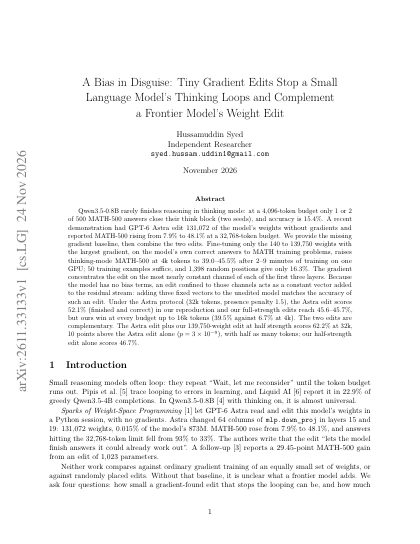 A Bias in Disguise: Tiny Gradient Edits Stop a Small
Language Model's Thinking Loops and Complement
a Frontier Model's Weight Edit
Hussamuddin Syed
Independent Researcher
syed.hussam.uddin1@gmail.com
November 2026
Abstract
Qwen3.5-0.8B rarely finishes reasoning in thinking mode: at a 4,096-token budget only 1 or 2
of 500 MATH-500 answers close their think block (two seeds), and accuracy is 15.4%. A recent
demonstration had GPT-6 Astra edit 131,072 of the model's weights without gradients and
reported MATH-500 rising from 7.9% to 48.1% at a 32,768-token budget. We provide the missing
gradient baseline, then combine the two edits. Fine-tuning only the 140 to 139,750 weights with
the largest gradient, on the model's own correct answers to MATH training problems, raises
thinking-mode MATH-500 at 4k tokens to 39.0–45.5% after 2–9 minutes of training on one
GPU; 50 training examples suffice, and 1,398 random positions give only 16.3%. The gradient
concentrates the edit on the most nearly constant channel of each of the first three layers. Because
the model has no bias terms, an edit confined to those channels acts as a constant vector added
to the residual stream: adding three fixed vectors to the unedited model matches the accuracy of
such an edit. Under the Astra protocol (32k tokens, presence penalty 1.5), the Astra edit scores
52.1% (finished and correct) in our reproduction and our full-strength edits reach 45.6–45.7%,
but ours win at every budget up to 16k tokens (39.5% against 6.7% at 4k). The two edits are
complementary. The Astra edit plus our 139,750-weight edit at half strength scores 62.2% at 32k,
10 points above the Astra edit alone (p = 3 × 10⁻⁸), with half as many tokens; our half-strength
edit alone scores 46.7%.
1 Introduction
Small reasoning models often loop: they repeat “Wait, let me reconsider” until the token budget
runs out. Pipis et al. [5] trace looping to errors in learning, and Liquid AI [6] report it in 22.9%
of greedy Qwen3.5-0.8B completions. In Qwen3.5-0.8B [4] with thinking on, it is almost universal.
Sparks of Weight-Space Programming [1] let GPT-6 Astra read and edit this model's weights in
a Python session, with no gradients. Astra changed 64 columns of mlp.down_proj in layers 15 and
19: 131,072 weights, 0.015% of the model's 873M. MATH-500 rose from 7.9% to 48.1%, and answers
hitting the 32,768-token limit fell from 93% to 33%. The authors write that the edit “lets the model
finish answers it could already work out”. A follow-up [3] reports a 29.45-point MATH-500 gain
from an edit of 1,023 parameters.
Neither work compares against ordinary gradient training of an equally small set of weights, or
against randomly placed edits. Without that baseline, it is unclear what a frontier model adds. We
ask four questions: how small a gradient-found edit that stops the looping can be, and how much
1
arXiv:2611.33133v1 [cs.LG] 24 Nov 2026